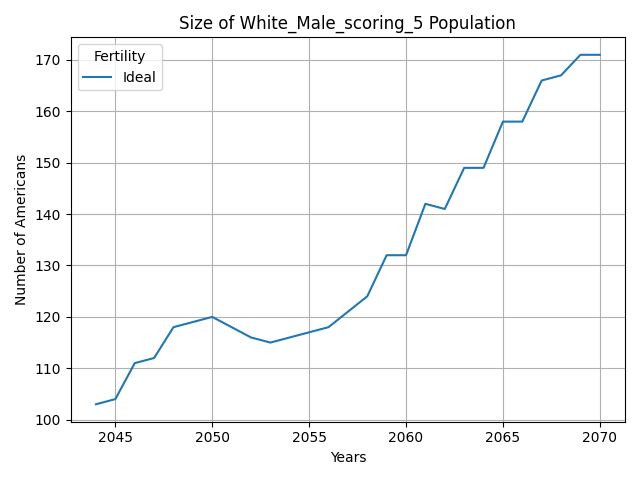 Size of White_Male_scoring_5 Population
Fertility
Ideal
Number of Americans
170
160
150
140
130
120
110
100
2045 2050 2055 2060 2065 2070
Years